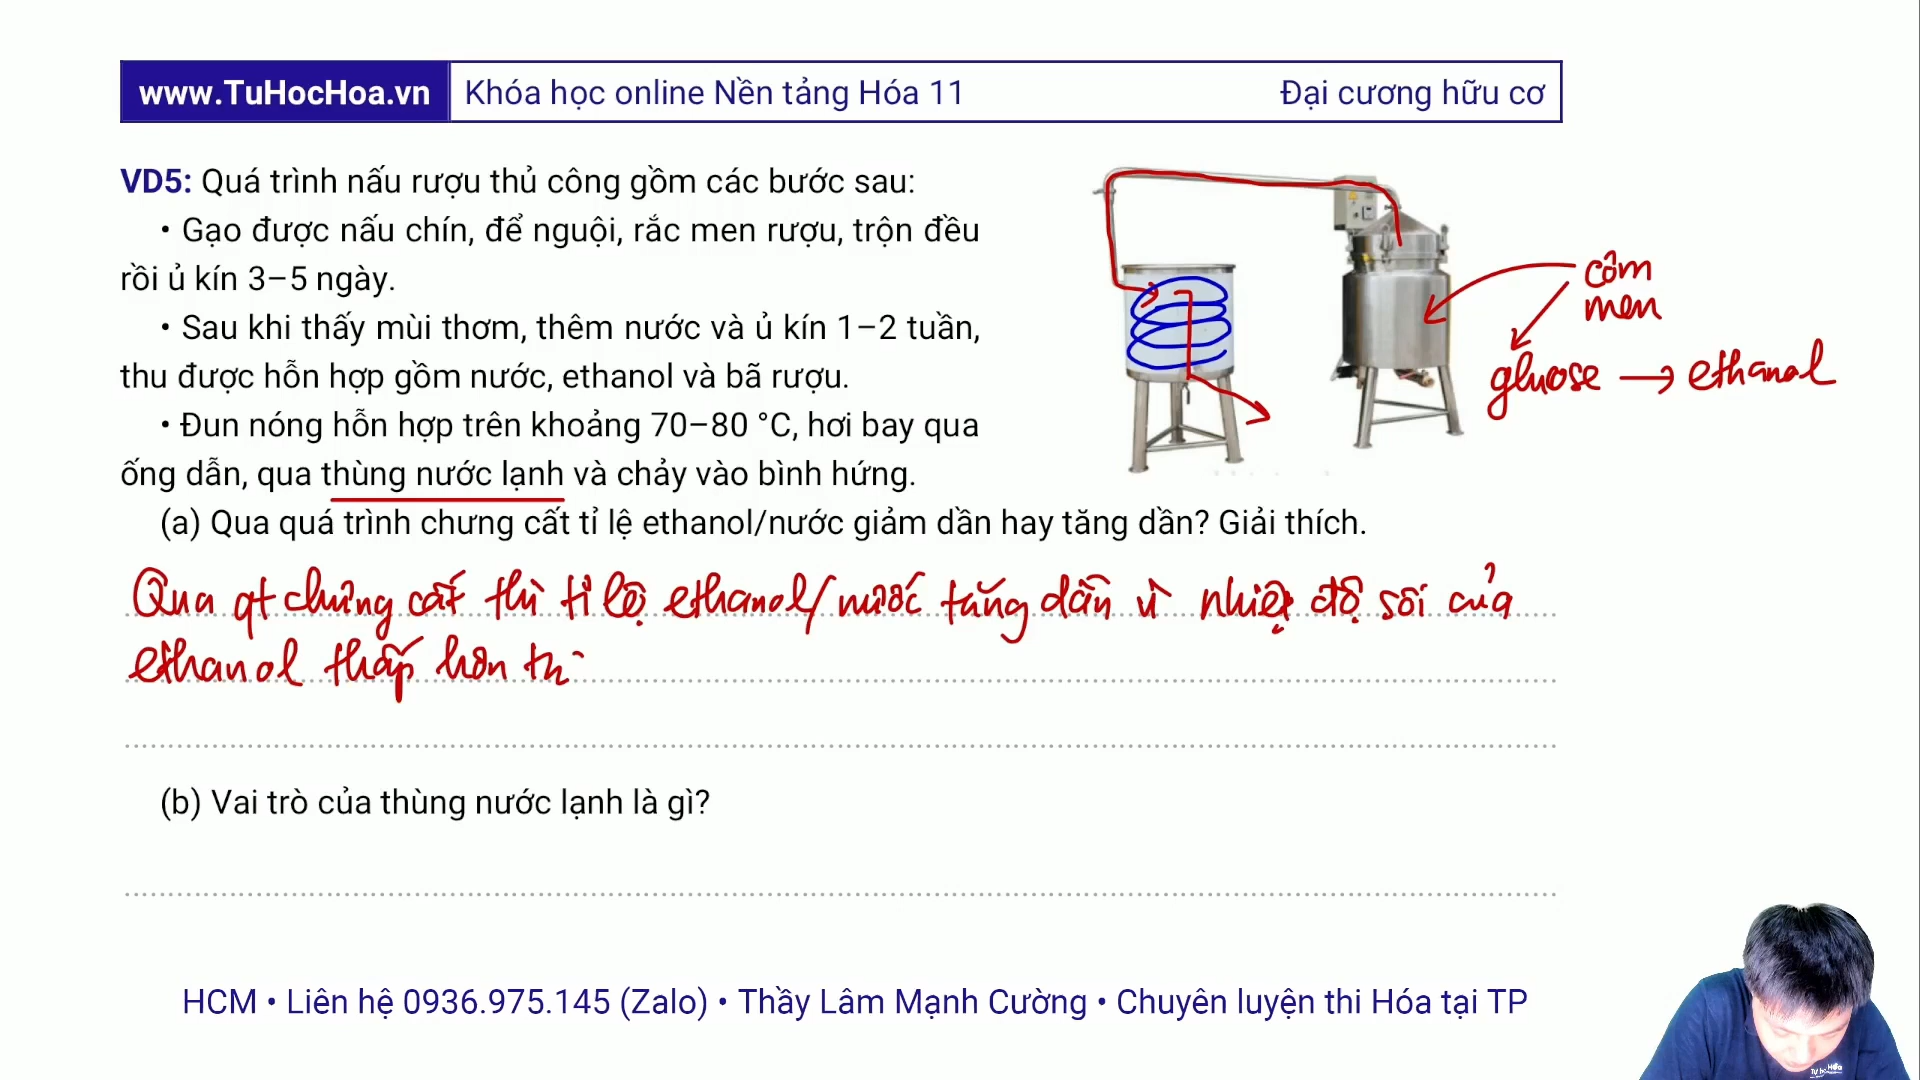 www.TuHocHoa.vn Khóa học online Nền tảng Hóa 11 Đại cương hữu cơ
VD5: Quá trình nấu rượu thủ công gồm các bước sau:
• Gạo được nấu chín, để nguội, rắc men rượu, trộn đều
rồi ủ kín 3–5 ngày.
• Sau khi thấy mùi thơm, thêm nước và ủ kín 1–2 tuần,
thu được hỗn hợp gồm nước, ethanol và bã rượu.
• Đun nóng hỗn hợp trên khoảng 70–80 °C, hơi bay qua
ống dẫn, qua thùng nước lạnh và chảy vào bình hứng.
cơm
men
glucose → ethanol
(a) Qua quá trình chưng cất tỉ lệ ethanol/nước giảm dần hay tăng dần? Giải thích.
Qua qt chưng cất thì tỉ lệ ethanol/nước tăng dần vì nhiệt độ sôi của
ethanol thấp hơn
(b) Vai trò của thùng nước lạnh là gì?
HCM • Liên hệ 0936.975.145 (Zalo) • Thầy Lâm Mạnh Cường • Chuyên luyện thi Hóa tại TP